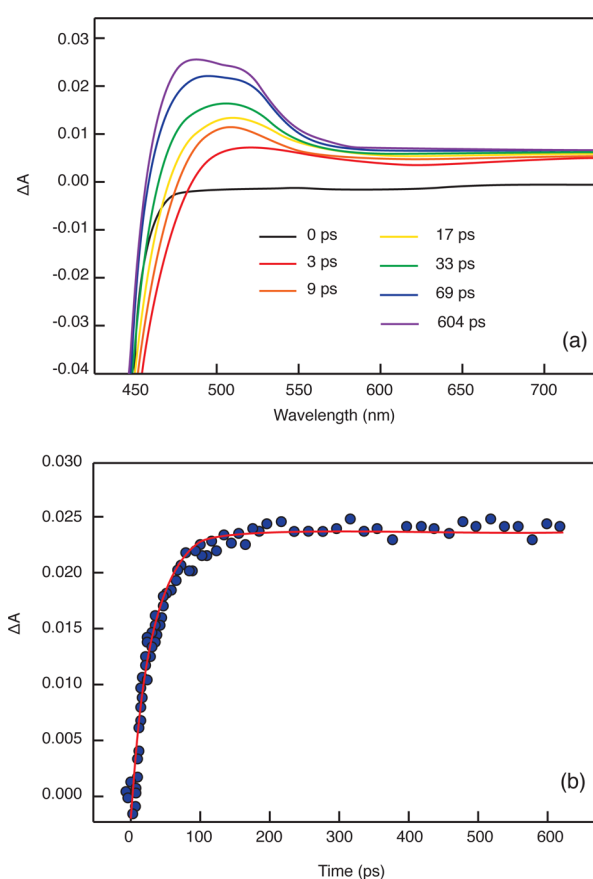 0.03
0.02
0.01
0.00
-0.01
-0.02
-0.03
-0.04
ΔA
0 ps
3 ps
9 ps
17 ps
33 ps
69 ps
604 ps
(a)
450 500 550 600 650 700
Wavelength (nm)
0.030
0.025
0.020
0.015
0.010
0.005
0.000
ΔA
(b)
0 100 200 300 400 500 600
Time (ps)